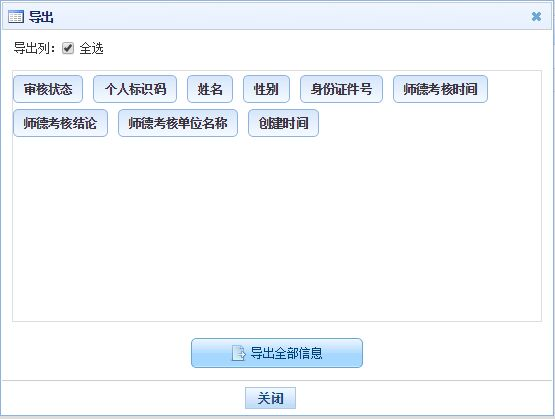 导出
导出列： 全选
审核状态 个人标识码 姓名 性别 身份证件号 师德考核时间
师德考核结论 师德考核单位名称 创建时间
导出全部信息
关闭